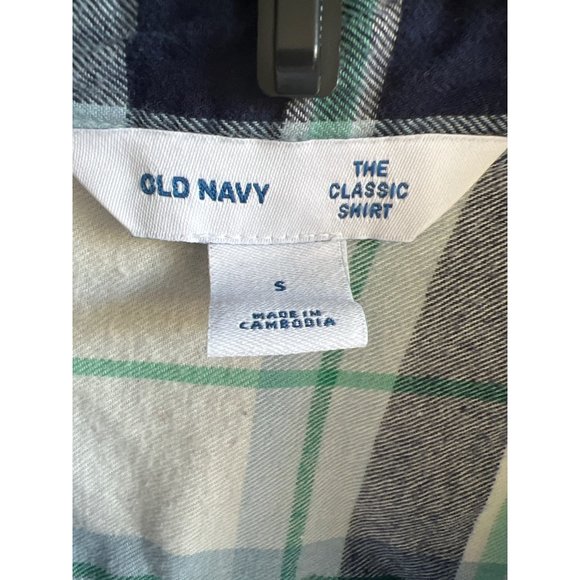 OLD NAVY
THE
CLASSIC
SHIRT
S
MADE IN
CAMBODIA